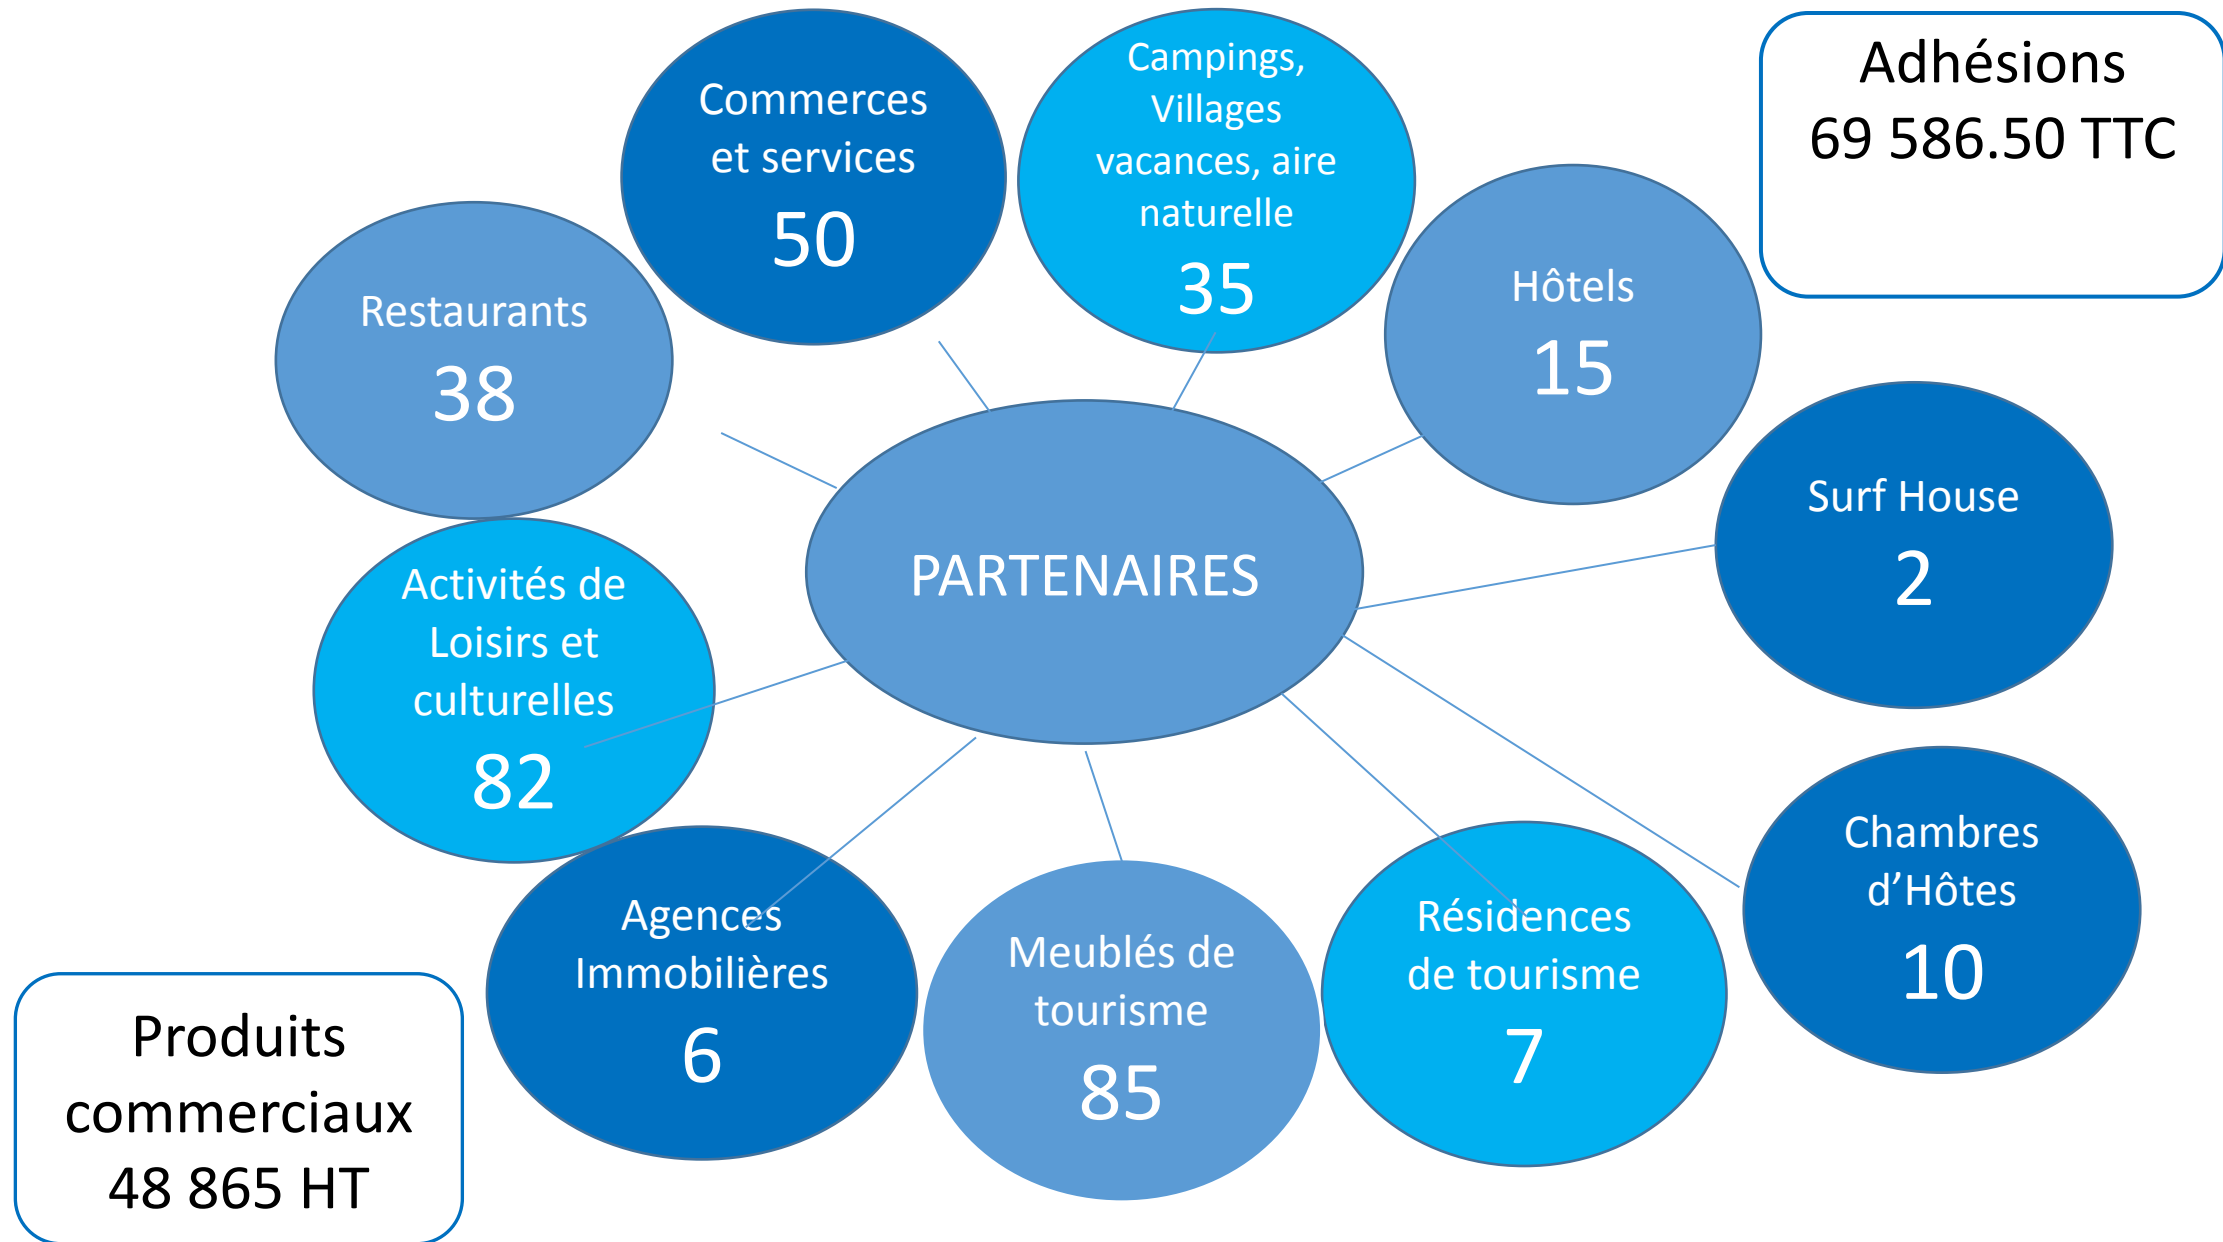 Commerces
et services
50
Campings,
Villages
vacances, aire
naturelle
35
Adhésions
69 586.50 TTC
Restaurants
38
Hôtels
15
Surf House
2
PARTENAIRES
Activités de
Loisirs et
culturelles
82
Chambres
d’Hôtes
10
Agences
Immobilières
6
Meublés de
tourisme
85
Résidences
de tourisme
7
Produits
commerciaux
48 865 HT